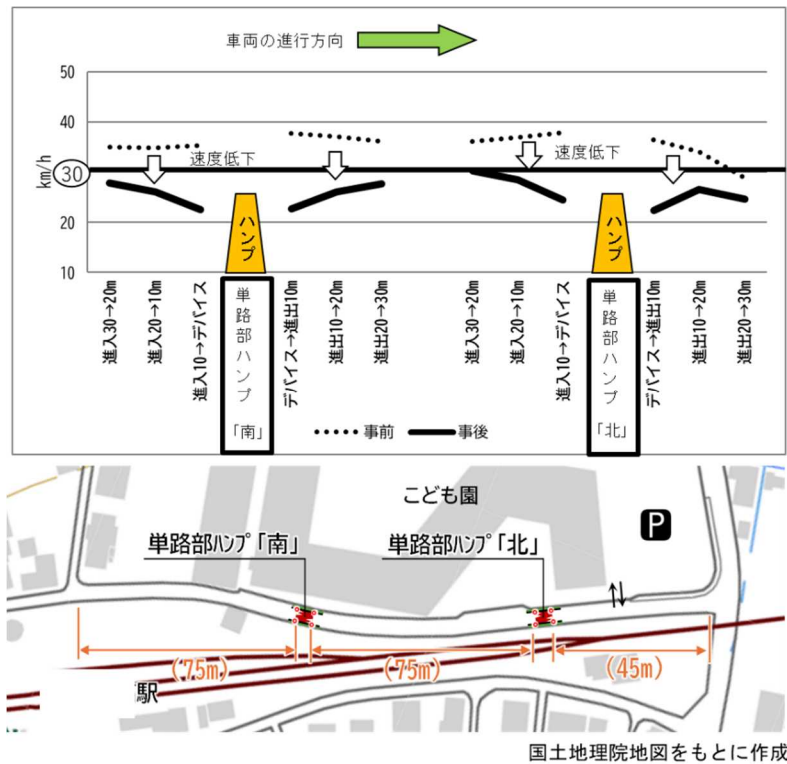 車両の進行方向
50
40
km/h
30
20
10
速度低下
速度低下
ハンプ
ハンプ
進入30→20m
進入20→10m
進入10→デバイス
単路部ハンプ「南」
デバイス→進出10m
進出10→20m
進出20→30m
進入30→20m
進入20→10m
進入10→デバイス
単路部ハンプ「北」
デバイス→進出10m
進出10→20m
進出20→30m
事前
事後
こども園
P
単路部ハンプ「南」
単路部ハンプ「北」
(75m)
(75m)
(45m)
駅
国土地理院地図をもとに作成